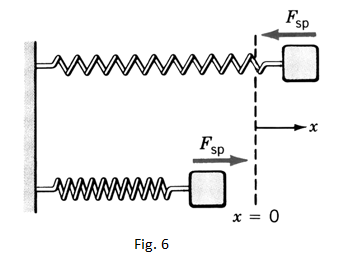 F_sp
x
F_sp
x = 0
Fig. 6